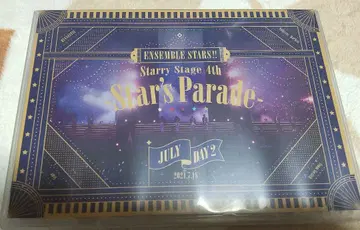 ENSEMBLE STARS!!
Starry Stage 4th
Star's Parade
JULY DAY 2